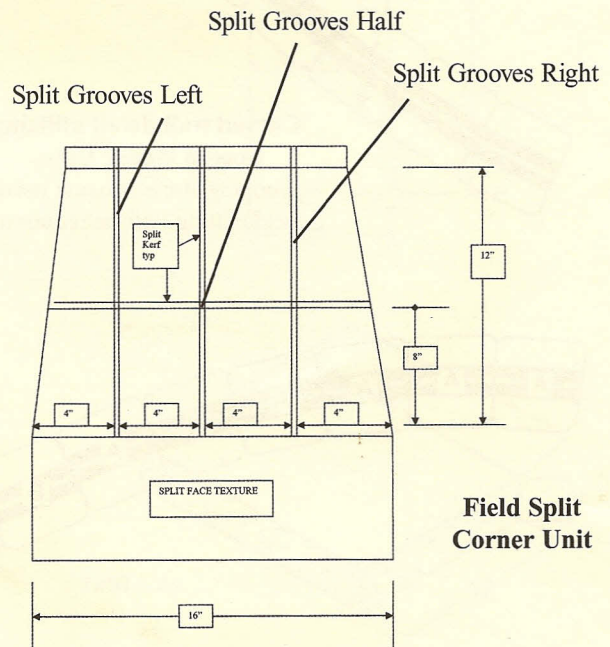 Split Grooves Half
Split Grooves Right
Split Grooves Left
Split
Kerf
typ
12"
8"
4"
4"
4"
4"
SPLIT FACE TEXTURE
Field Split
Corner Unit
16"